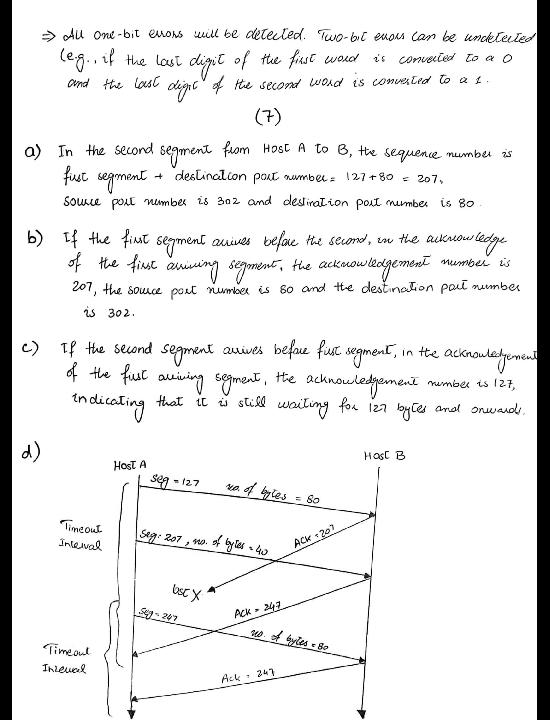 ⇒ All one-bit errors will be detected. Two-bit errors can be undetected
(e.g., if the last digit of the first word is converted to a 0
and the last digit of the second word is converted to a 1.
(7)
a) In the second segment from Host A to B, the sequence number is
first segment + destination port number = 127+80 = 207,
source port number is 302 and destination port number is 80.
b) If the first segment arrives before the second, in the acknowledge
of the first arriving segment, the acknowledgement number is
207, the source port number is 80 and the destination port number
is 302.
c) If the second segment arrives before first segment, in the acknowledgement
of the first arriving segment, the acknowledgement number is 127,
indicating that it is still waiting for 127 bytes and onwards.
d)
Host A
Host B
Seg = 127
no. of bytes = 80
Timeout
Interval
Seg: 207, no. of bytes = 40
Ack = 207
lost X
Seg = 247
Ack = 247
no. of bytes = 80
Timeout
Interval
Ack = 247